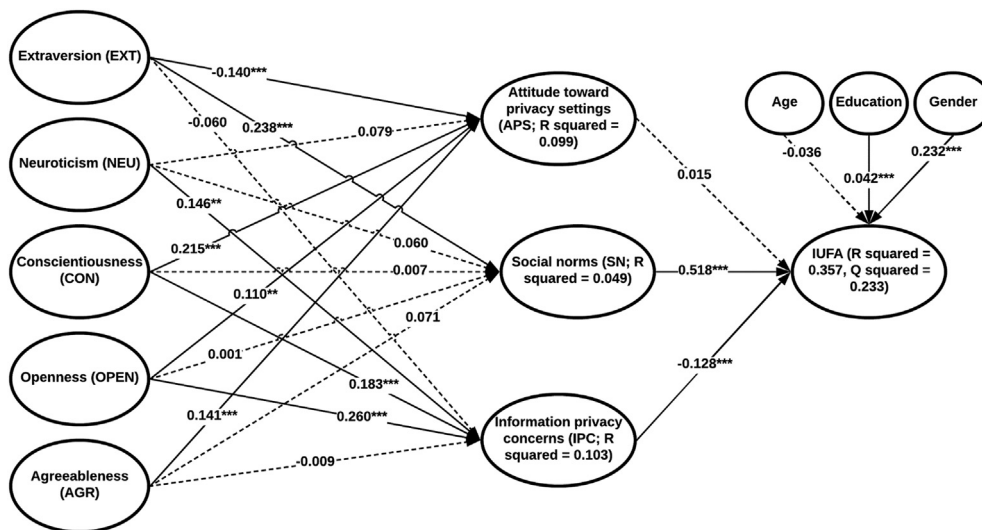 Extraversion (EXT)
Neuroticism (NEU)
Conscientiousness
(CON)
Openness (OPEN)
Agreeableness
(AGR)
-0.140***
0.238***
-0.060
0.079
0.146**
0.060
0.215***
0.007
0.110**
0.001
0.071
0.183***
0.141***
0.260***
-0.009
Attitude toward
privacy settings
(APS; R squared =
0.099)
Social norms (SN; R
squared = 0.049)
Information privacy
concerns (IPC; R
squared = 0.103)
0.015
0.518***
-0.128***
Age
Education
Gender
-0.036
0.042***
0.232***
IUFA (R squared =
0.357, Q squared =
0.233)